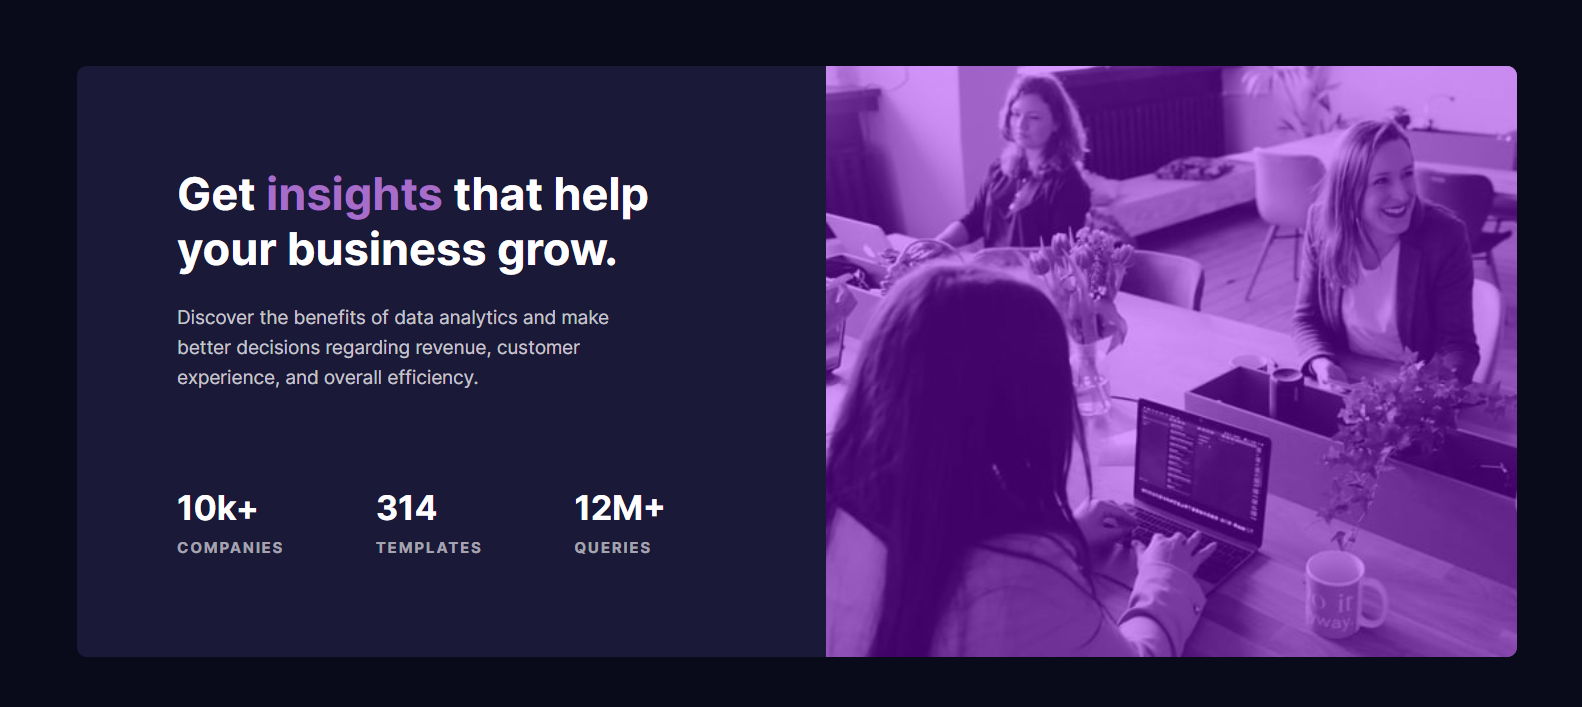 Get insights that help
your business grow.
Discover the benefits of data analytics and make
better decisions regarding revenue, customer
experience, and overall efficiency.
10k+ 314 12M+
COMPANIES TEMPLATES QUERIES
it